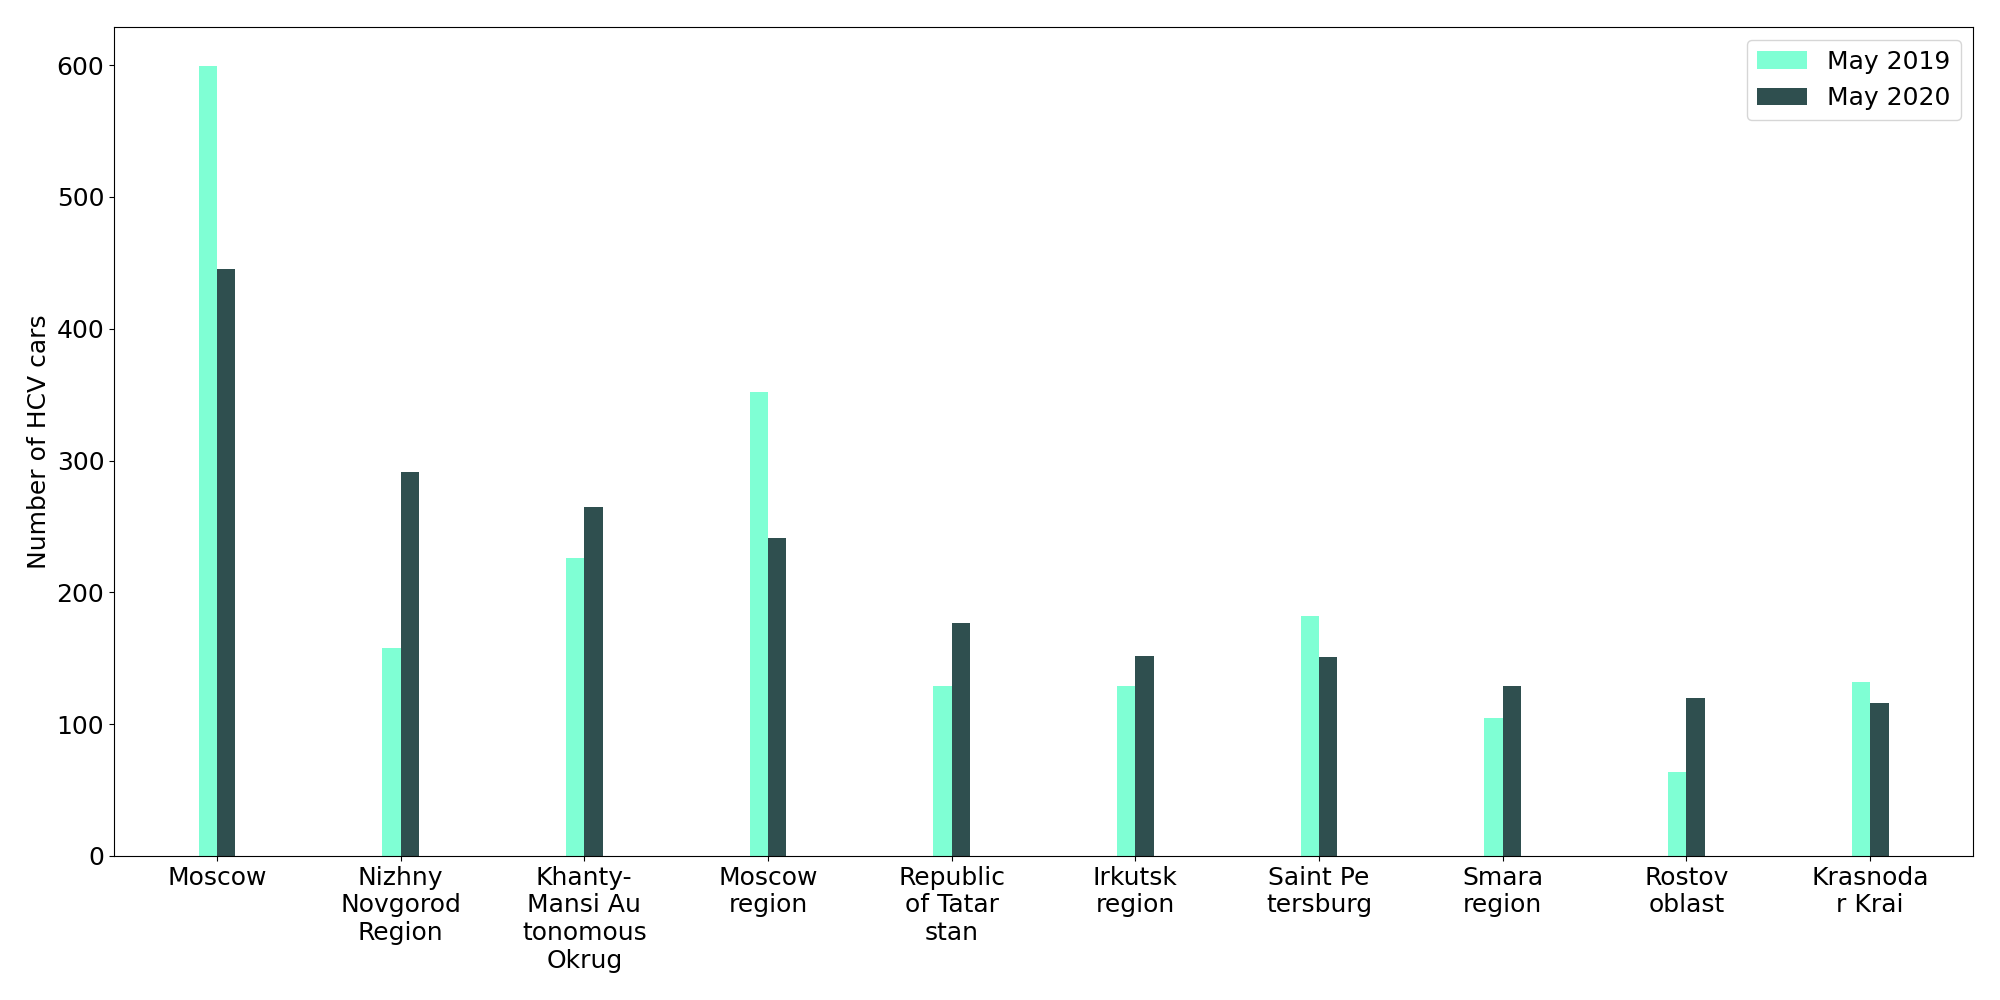 600
500
400
300
200
100
0
Number of HCV cars
May 2019
May 2020
Moscow
Nizhny
Novgorod
Region
Khanty-
Mansi Au
tonomous
Okrug
Moscow
region
Republic
of Tatar
stan
Irkutsk
region
Saint Pe
tersburg
Smara
region
Rostov
oblast
Krasnoda
r Krai